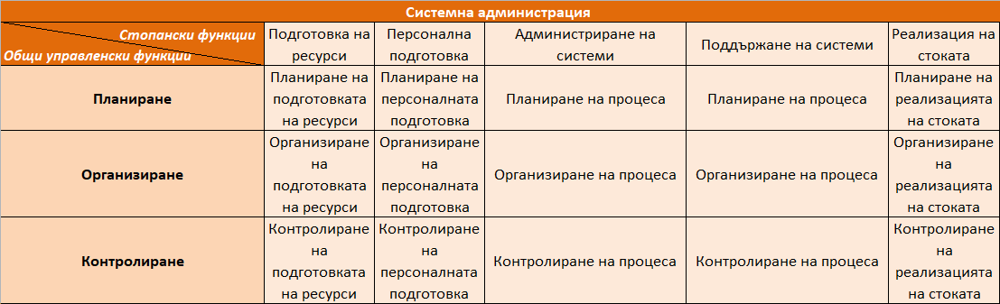 Системна администрация
Стопански функции
Общи управленски функции
Подготовка на
ресурси
Персонална
подготовка
Администриране на
системи
Поддържане на системи
Реализация на
стоката
Планиране
Планиране на
подготовката
на ресурси
Планиране на
персоналната
подготовка
Планиране на процеса
Планиране на процеса
Планиране на
реализацията
на стоката
Организиране
Организиране
на
подготовката
на ресурси
Организиране
на
персоналната
подготовка
Организиране на процеса
Организиране на процеса
Организиране
на
реализацията
на стоката
Контролиране
Контролиране
на
подготовката
на ресурси
Контролиране
на
персоналната
подготовка
Контролиране на процеса
Контролиране на процеса
Контролиране
на
реализацията
на стоката